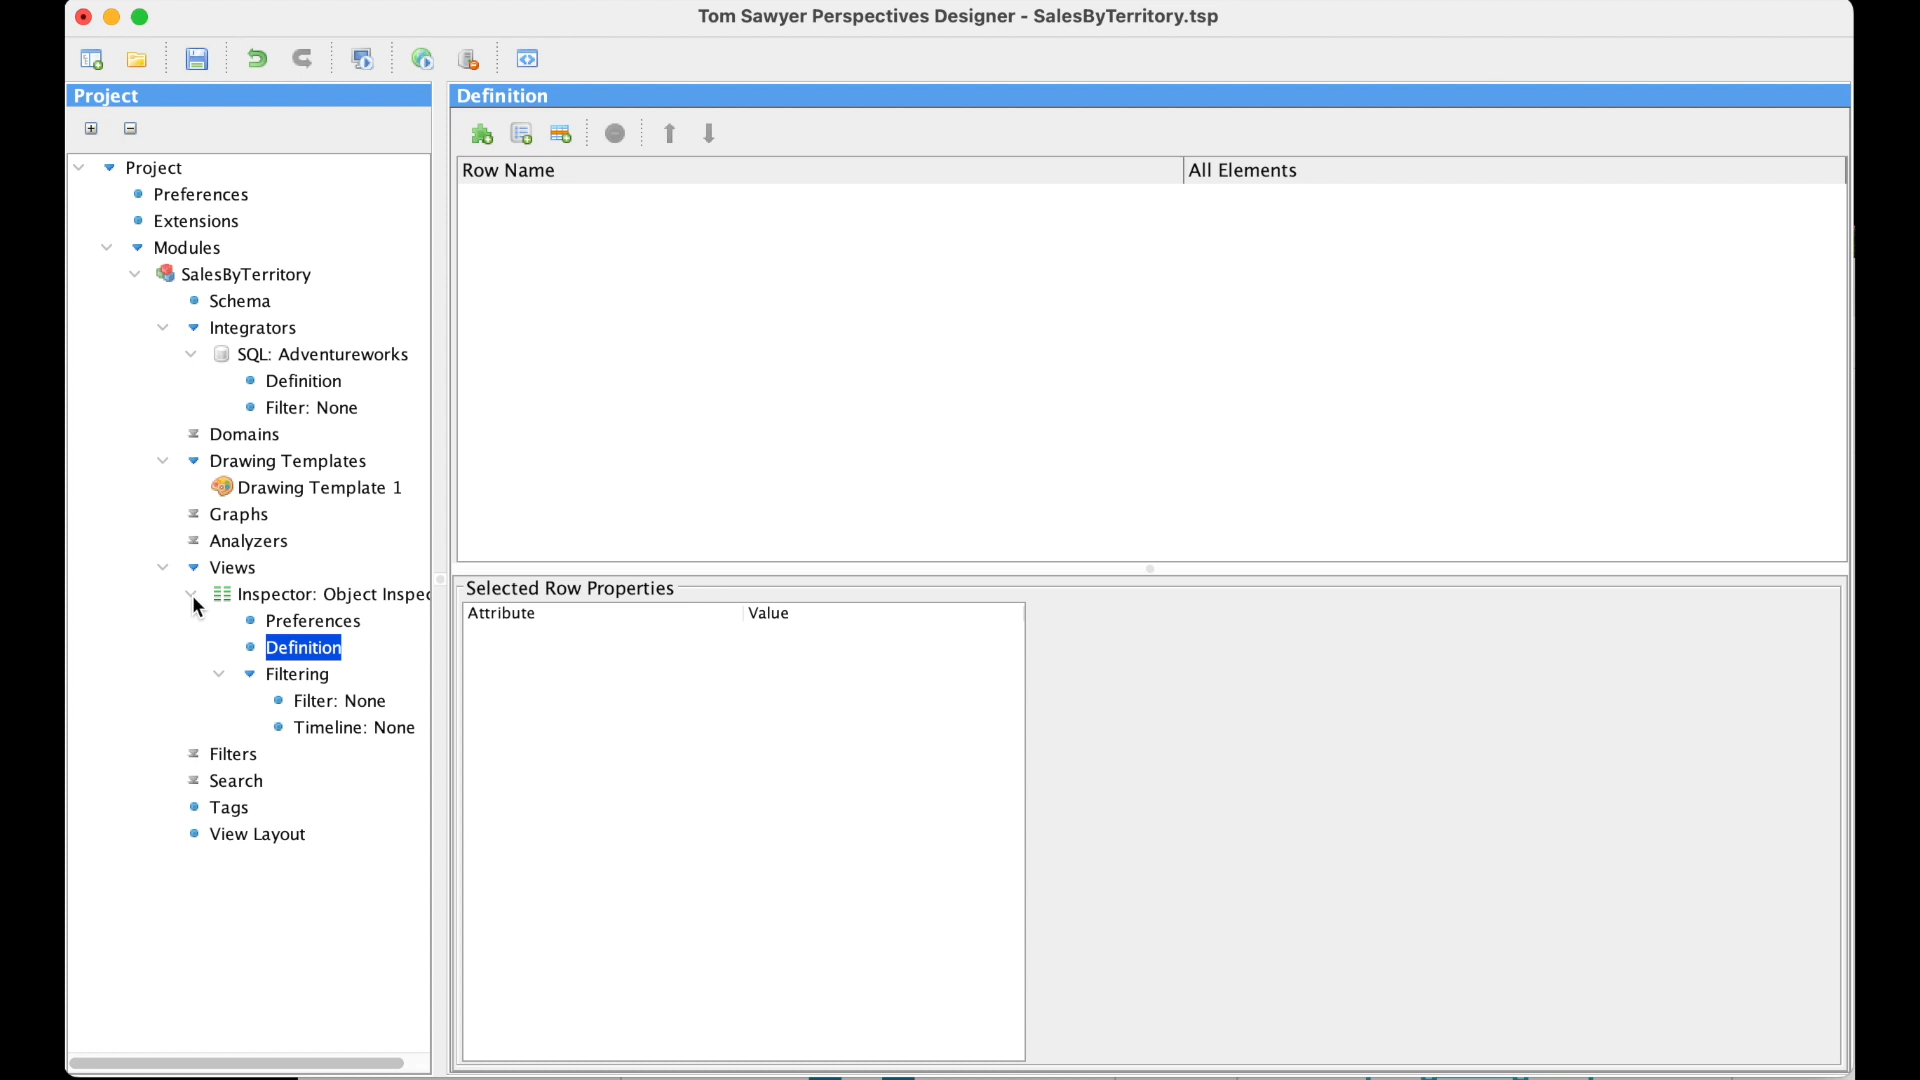 Tom Sawyer Perspectives Designer - SalesByTerritory.tsp
Project
Project
Preferences
Extensions
Modules
SalesByTerritory
Schema
Integrators
SQL: Adventureworks
Definition
Filter: None
Domains
Drawing Templates
Drawing Template 1
Graphs
Analyzers
Views
Inspector: Object Inspec
Preferences
Definition
Filtering
Filter: None
Timeline: None
Filters
Search
Tags
View Layout
Definition
Row Name All Elements
Selected Row Properties
Attribute Value